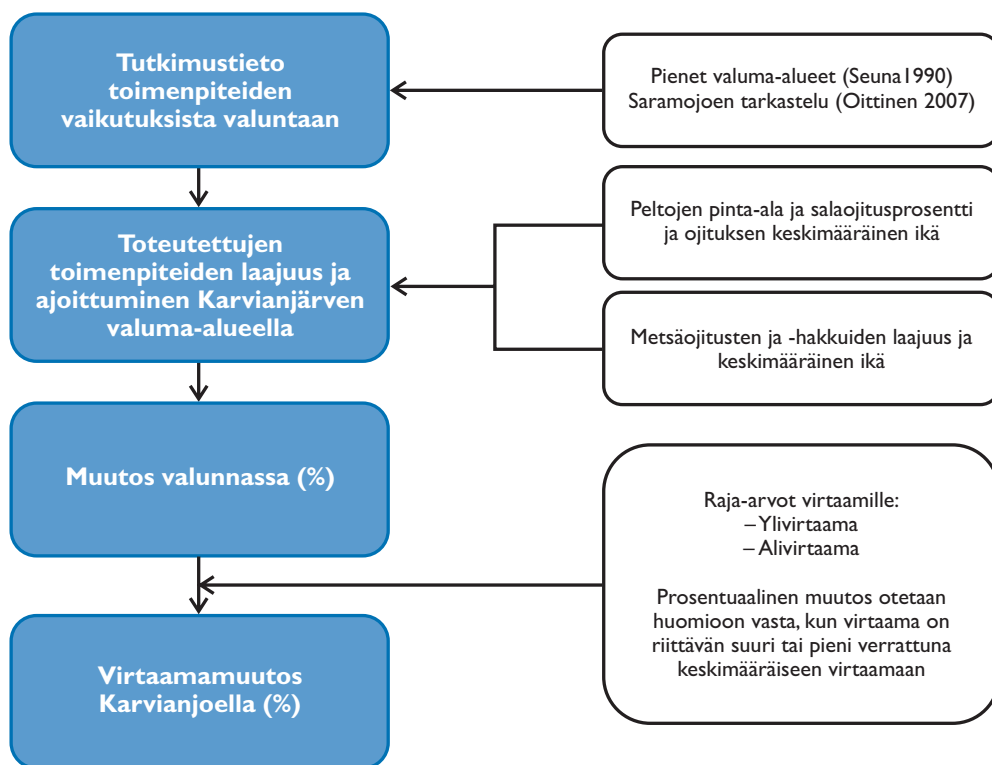 Tutkimustieto
toimenpiteiden
vaikutuksista valuntaan
Pienet valuma-alueet (Seuna1990)
Saramojoen tarkastelu (Oittinen 2007)
Toteutettujen
toimenpiteiden laajuus ja
ajoittuminen Karvianjärven
valuma-alueella
Peltojen pinta-ala ja salaojitusprosentti
ja ojituksen keskimääräinen ikä
Metsäojitusten ja -hakkuiden laajuus ja
keskimääräinen ikä
Muutos valunnassa (%)
Raja-arvot virtaamille:
– Ylivirtaama
– Alivirtaama
Prosentuaalinen muutos otetaan
huomioon vasta, kun virtaama on
riittävän suuri tai pieni verrattuna
keskimääräiseen virtaamaan
Virtaamamuutos
Karvianjoella (%)